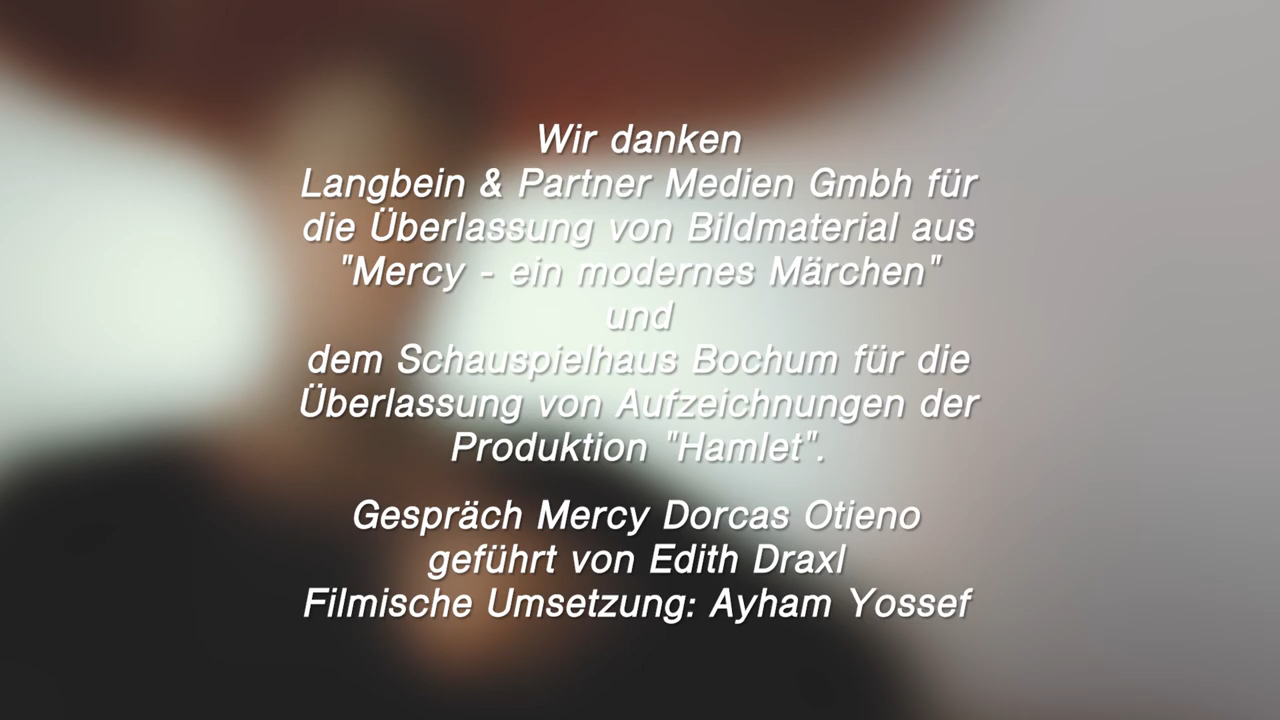 Wir danken
Langbein & Partner Medien Gmbh für
die Überlassung von Bildmaterial aus
"Mercy - ein modernes Märchen"
und
dem Schauspielhaus Bochum für die
Überlassung von Aufzeichnungen der
Produktion "Hamlet".
Gespräch Mercy Dorcas Otieno
geführt von Edith Draxl
Filmische Umsetzung: Ayham Yossef